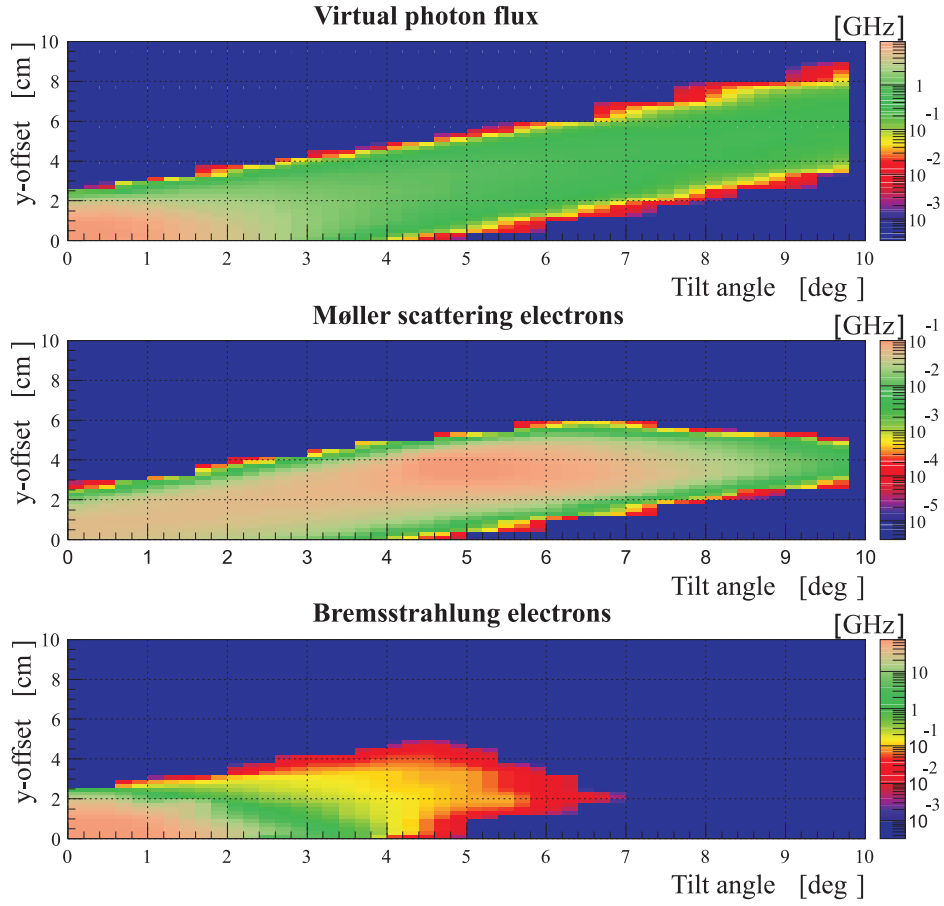 Virtual photon flux
[GHz]
y-offset [cm]
10
8
6
4
2
0
1
-1
10
-2
10
-3
10
0 1 2 3 4 5 6 7 8 9 10
Tilt angle [deg ]
Møller scattering electrons
[GHz]
y-offset [cm]
10
8
6
4
2
0
-1
10
-2
10
-3
10
-4
10
-5
10
0 1 2 3 4 5 6 7 8 9 10
Tilt angle [deg ]
Bremsstrahlung electrons
[GHz]
y-offset [cm]
10
8
6
4
2
0
10
1
-1
10
-2
10
-3
10
0 1 2 3 4 5 6 7 8 9 10
Tilt angle [deg ]